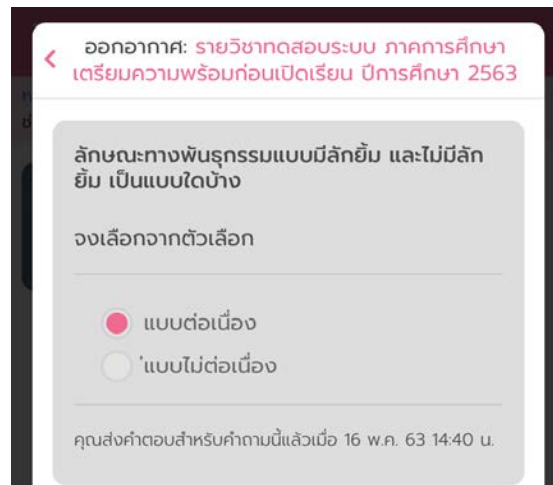 ออกอากาศ: รายวิชาทดสอบระบบ ภาคการศึกษา
เตรียมความพร้อมก่อนเปิดเรียน ปีการศึกษา 2563
ลักษณะทางพันธุกรรมแบบมีลักยิ้ม และไม่มีลัก
ยิ้ม เป็นแบบใดบ้าง
จงเลือกจากตัวเลือก
แบบต่อเนื่อง
'แบบไม่ต่อเนื่อง
คุณส่งคำตอบสำหรับคำถามนี้แล้วเมื่อ 16 พ.ค. 63 14:40 น.